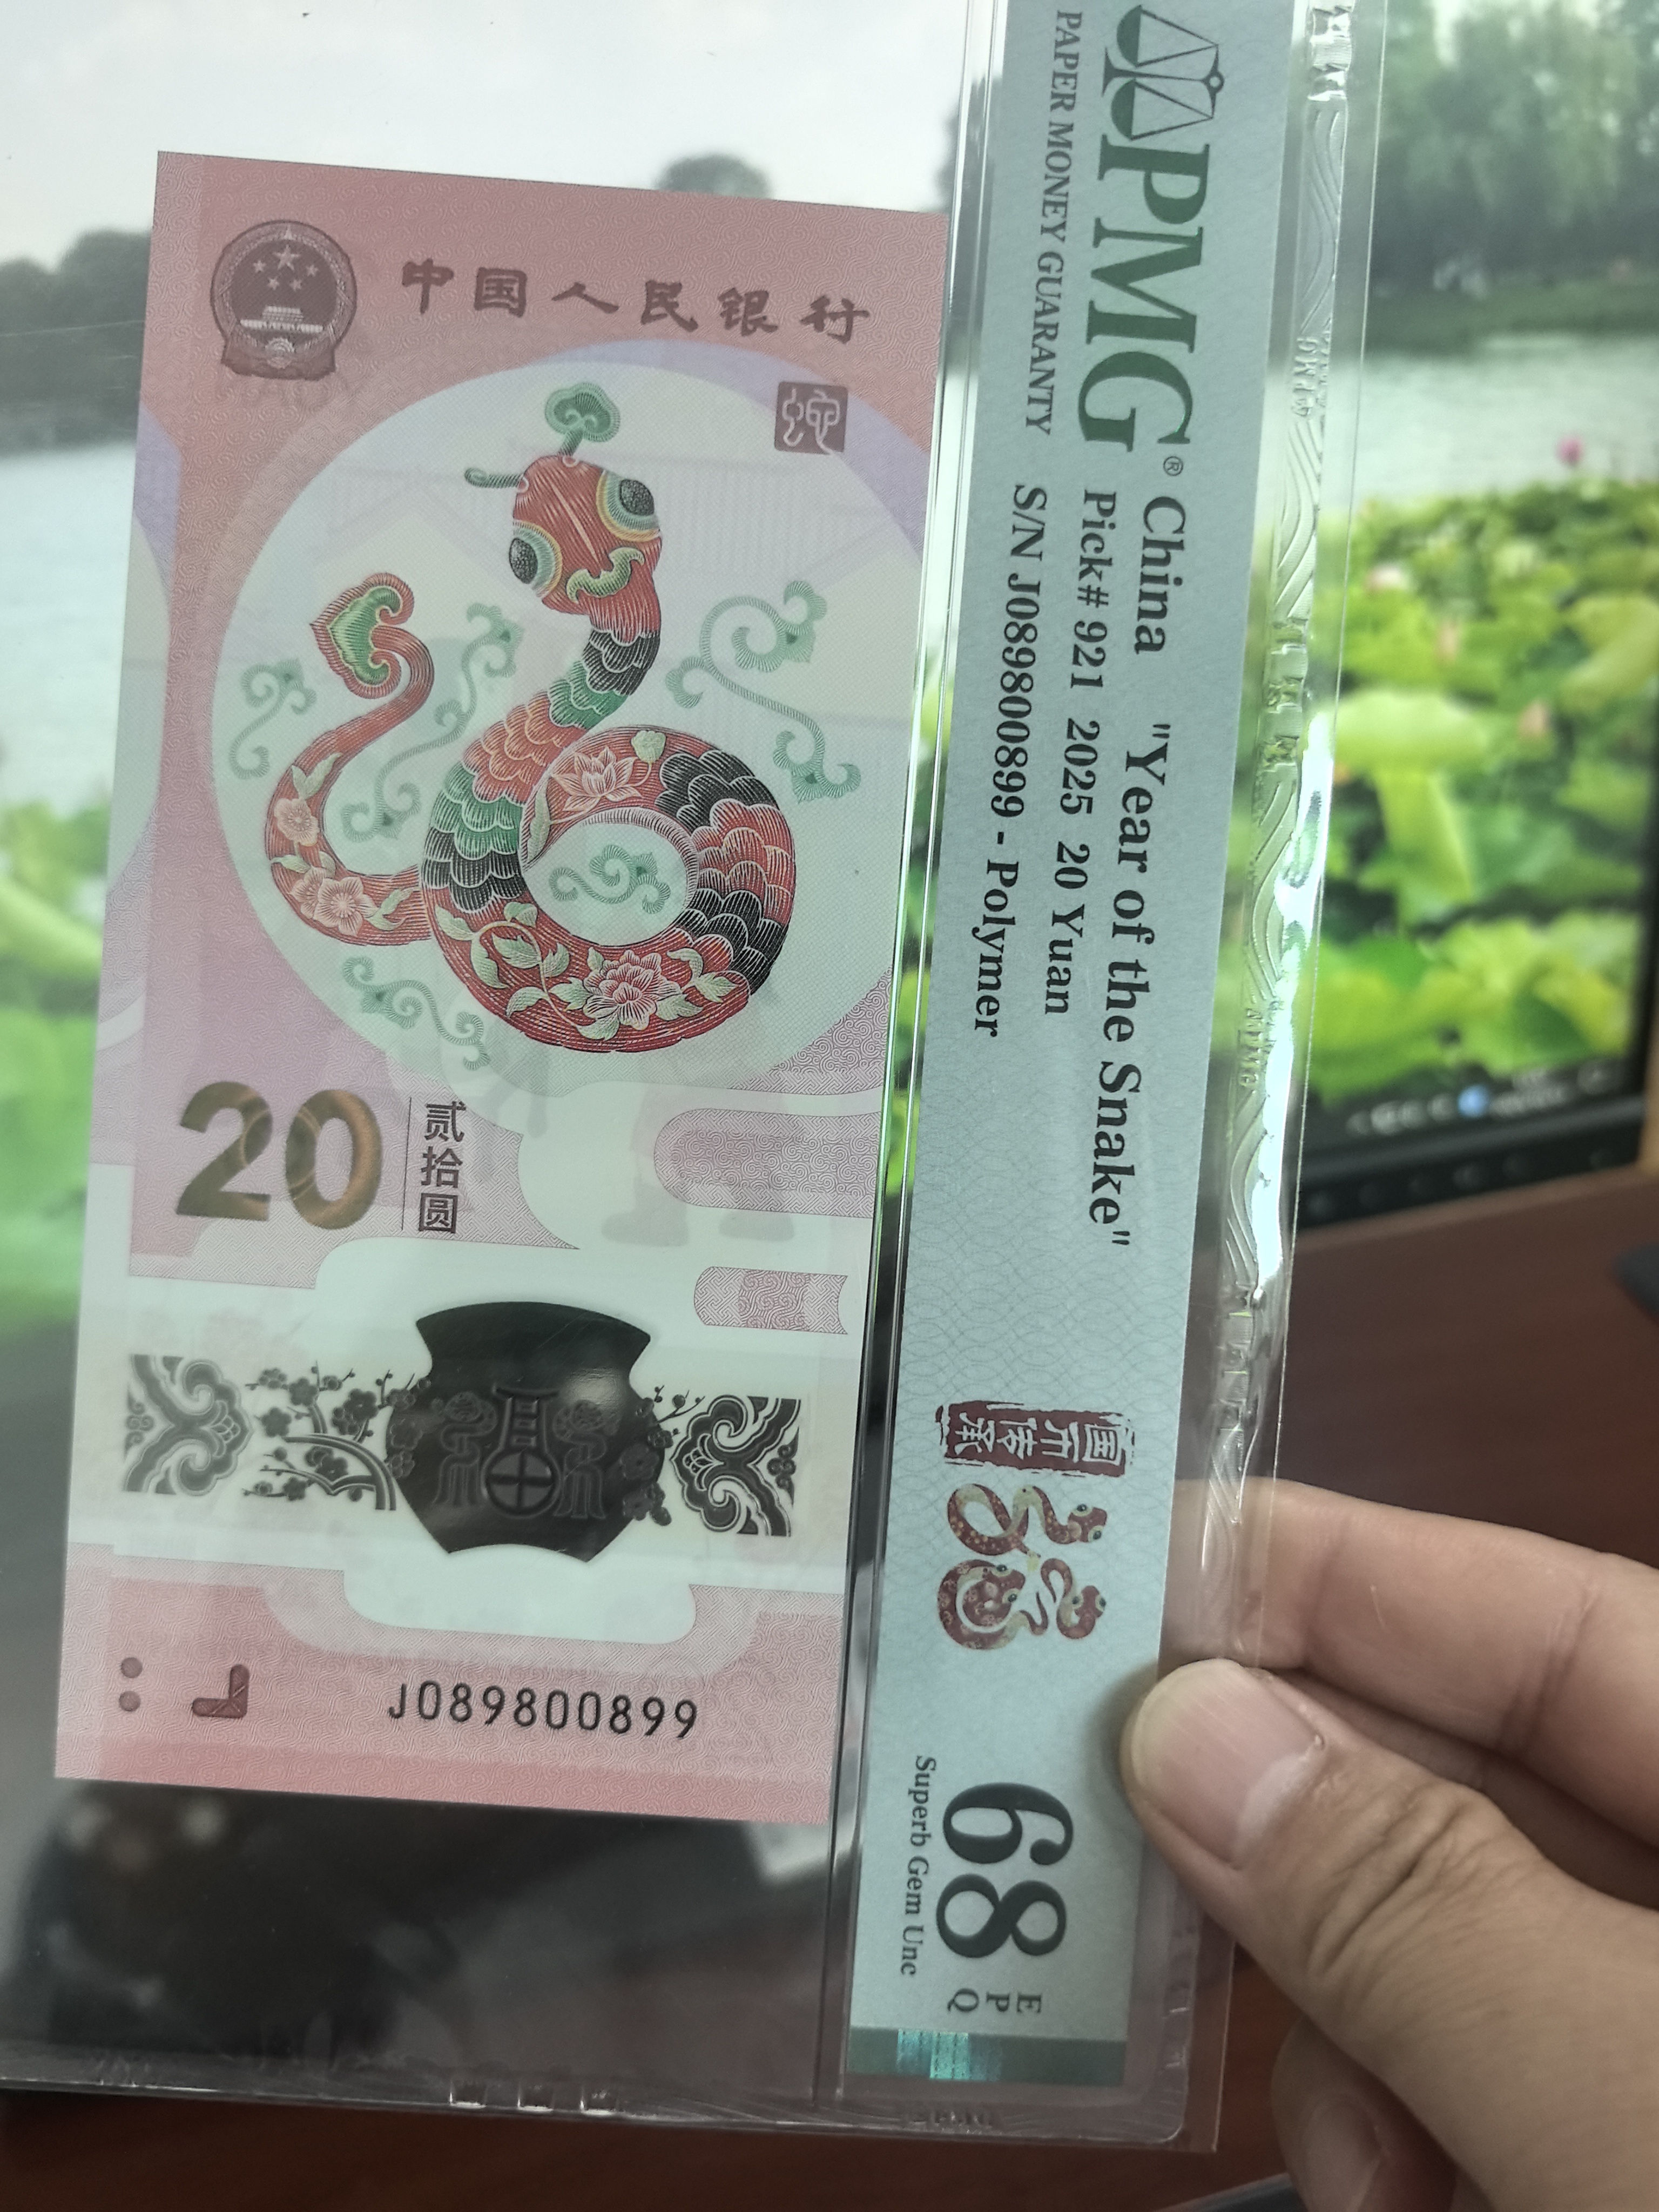 中国人民银行
蛇
20
贰拾圆
J089800899
PMG®
PAPER MONEY GUARANTY
China "Year of the Snake"
Pick# 921 2025 20 Yuan
S/N J089800899 - Polymer
国币传承
68
EPQ
Superb Gem Unc